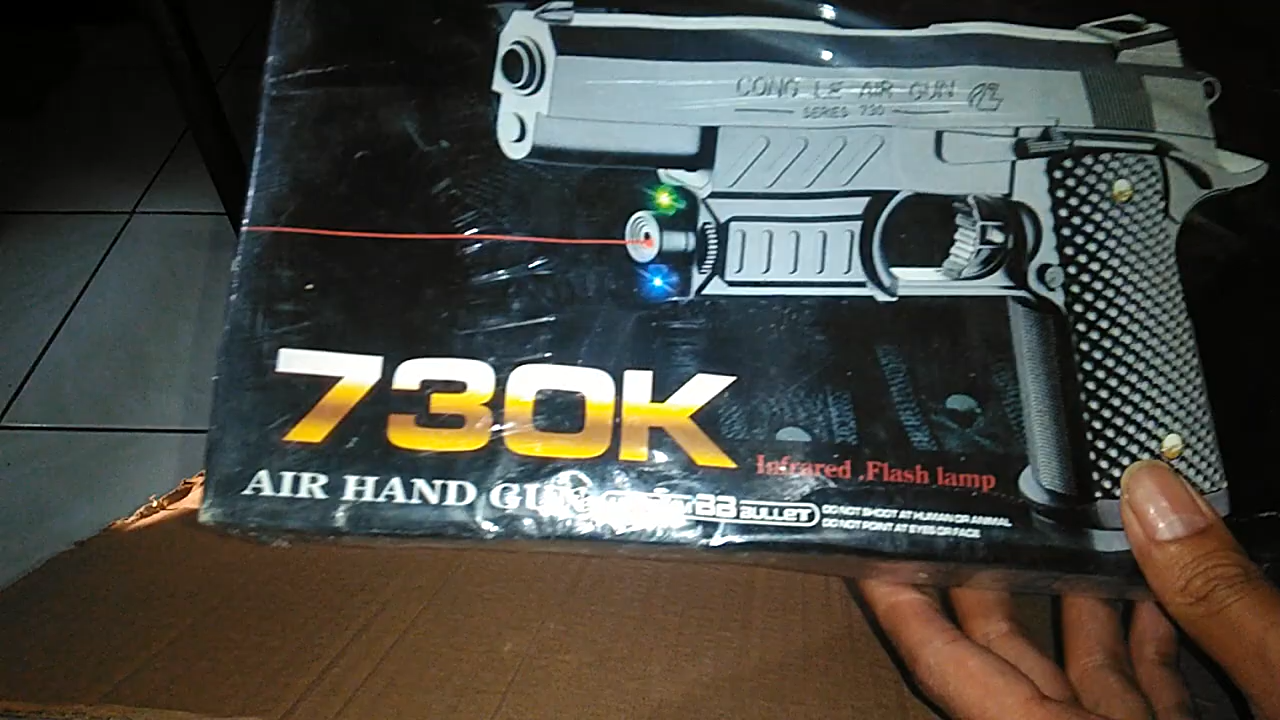 CONG LE AIR GUN
SERIES 730
730K
Infrared .Flash lamp
AIR HAND GUN
BB BULLET
DO NOT SHOOT AT HUMAN OR ANIMAL
DO NOT POINT AT EYES OR FACE